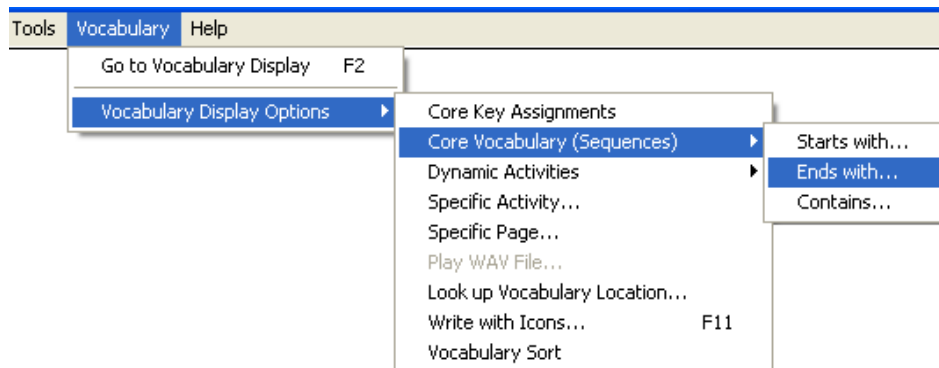 Tools Vocabulary Help
Go to Vocabulary Display F2
Vocabulary Display Options
Core Key Assignments
Core Vocabulary (Sequences)
Dynamic Activities
Specific Activity...
Specific Page...
Play WAV File...
Look up Vocabulary Location...
Write with Icons... F11
Vocabulary Sort
Starts with...
Ends with...
Contains...